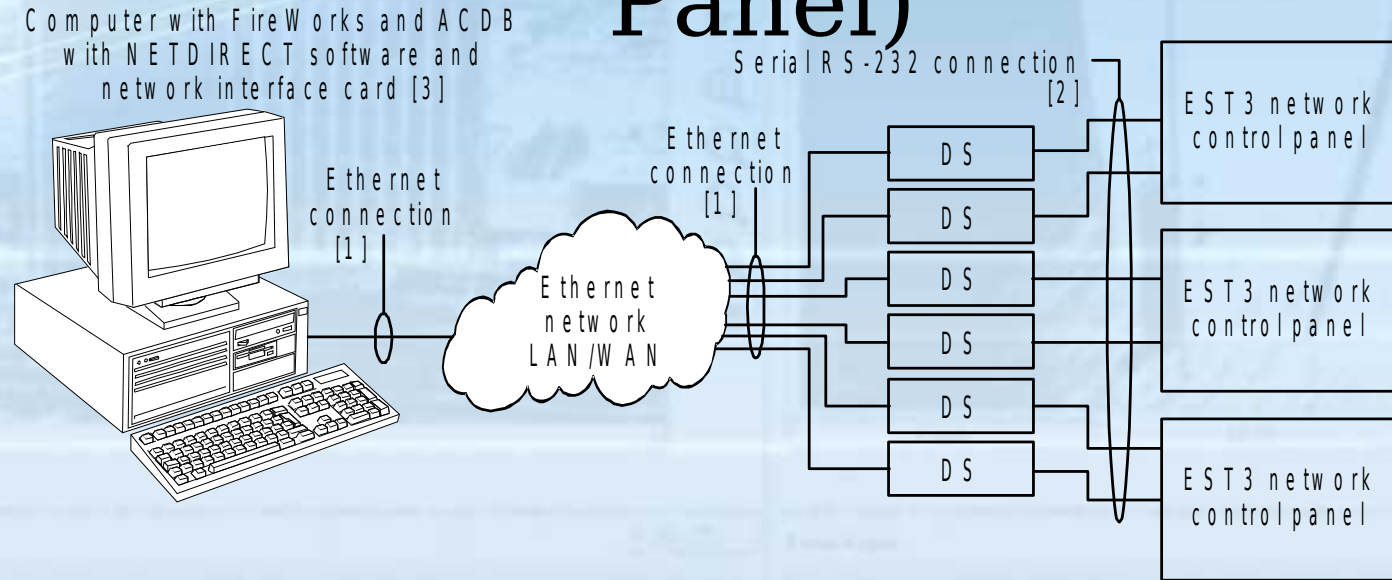 Panel)
Computer with FireWorks and ACDB
with NETDIRECT software and
network interface card [3]
Serial RS-232 connection
[2]
Ethernet
connection
[1]
Ethernet
connection
[1]
Ethernet
network
LAN/WAN
DS
DS
DS
DS
DS
DS
EST3 network
control panel
EST3 network
control panel
EST3 network
control panel